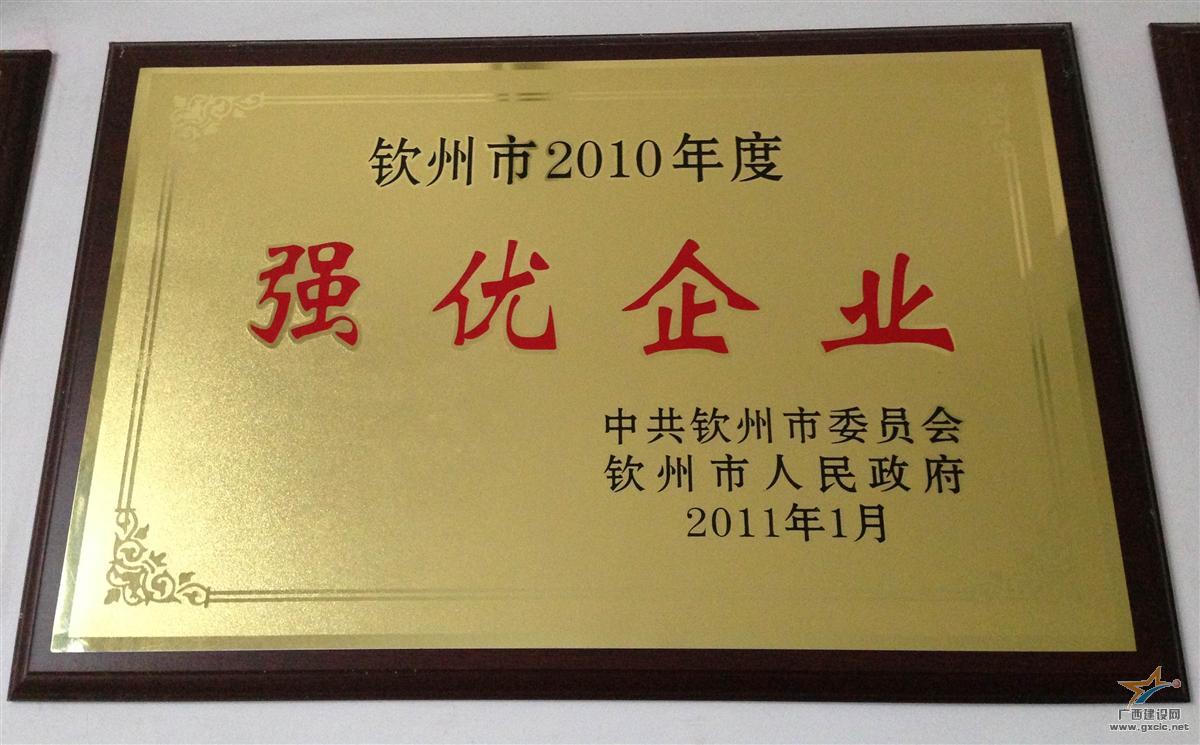 钦州市2010年度
强优企业
中共钦州市委员会
钦州市人民政府
2011年1月
广西建设网
www.gxcic.net